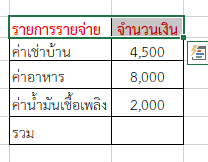 รายการรายจ่าย จำนวนเงิน
ค่าเช่าบ้าน 4,500
ค่าอาหาร 8,000
ค่าน้ำมันเชื้อเพลิง 2,000
รวม